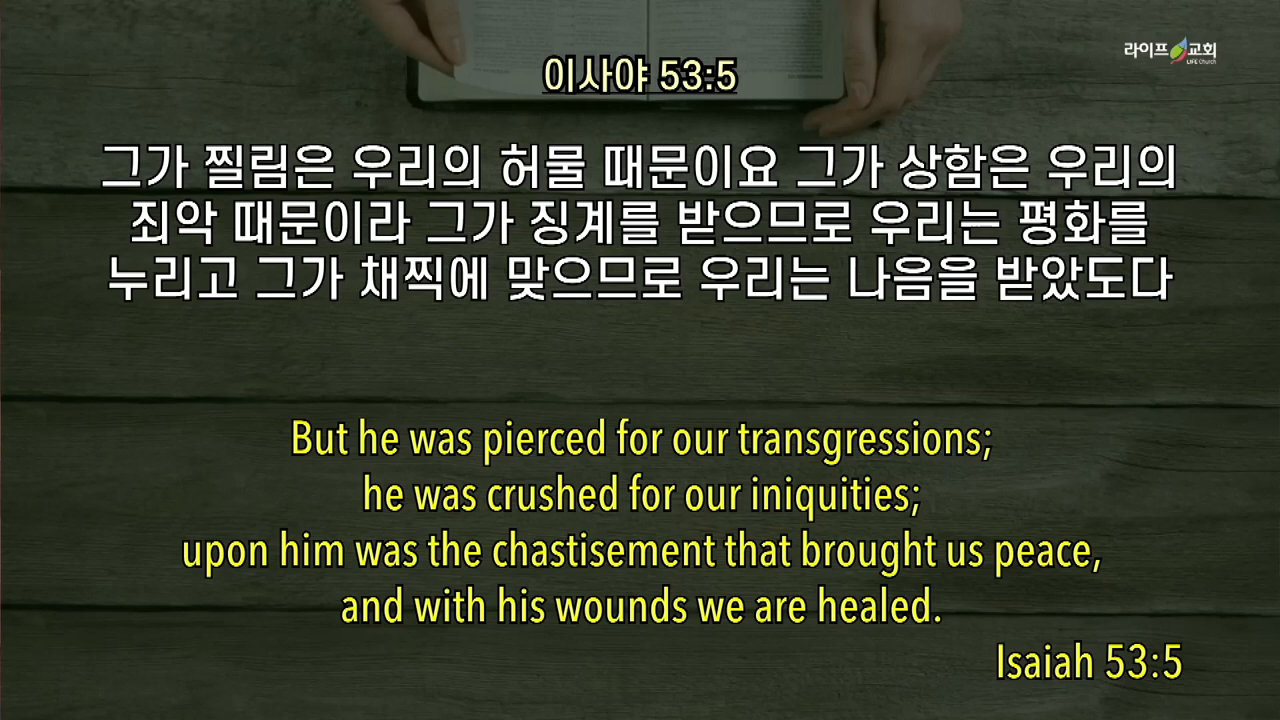 라이프교회
LIFE Church
이사야 53:5
그가 찔림은 우리의 허물 때문이요 그가 상함은 우리의
죄악 때문이라 그가 징계를 받으므로 우리는 평화를
누리고 그가 채찍에 맞으므로 우리는 나음을 받았도다
But he was pierced for our transgressions;
he was crushed for our iniquities;
upon him was the chastisement that brought us peace,
and with his wounds we are healed.
Isaiah 53:5